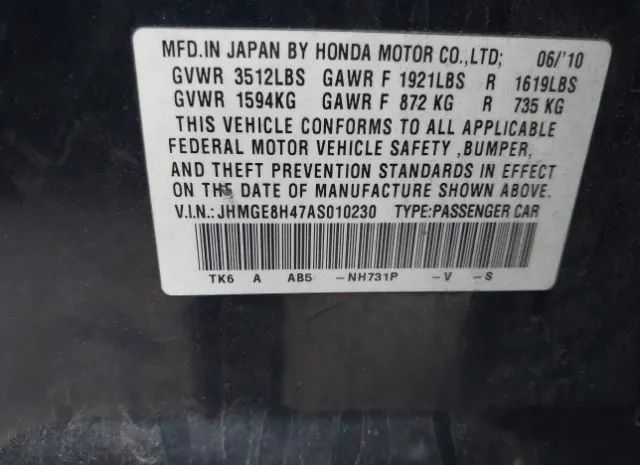 MFD.IN JAPAN BY HONDA MOTOR CO.,LTD; 06/'10
GVWR 3512LBS GAWR F 1921LBS R 1619LBS
GVWR 1594KG GAWR F 872 KG R 735 KG
THIS VEHICLE CONFORMS TO ALL APPLICABLE
FEDERAL MOTOR VEHICLE SAFETY ,BUMPER,
AND THEFT PREVENTION STANDARDS IN EFFECT
ON THE DATE OF MANUFACTURE SHOWN ABOVE.
V.I.N.: JHMGE8H47AS010230 TYPE:PASSENGER CAR
TK6 A AB5 -NH731P -V -S